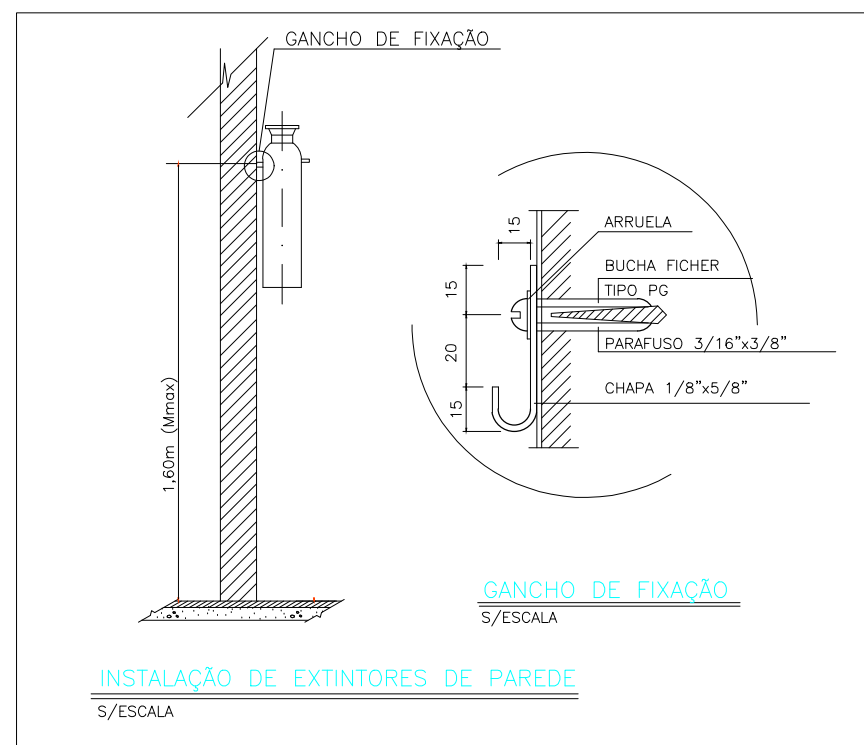 GANCHO DE FIXAÇÃO
1,60m (Mmax)
15
ARRUELA
BUCHA FICHER
TIPO PG
15
20
PARAFUSO 3/16"x3/8"
CHAPA 1/8"x5/8"
15
GANCHO DE FIXAÇÃO
S/ESCALA
INSTALAÇÃO DE EXTINTORES DE PAREDE
S/ESCALA